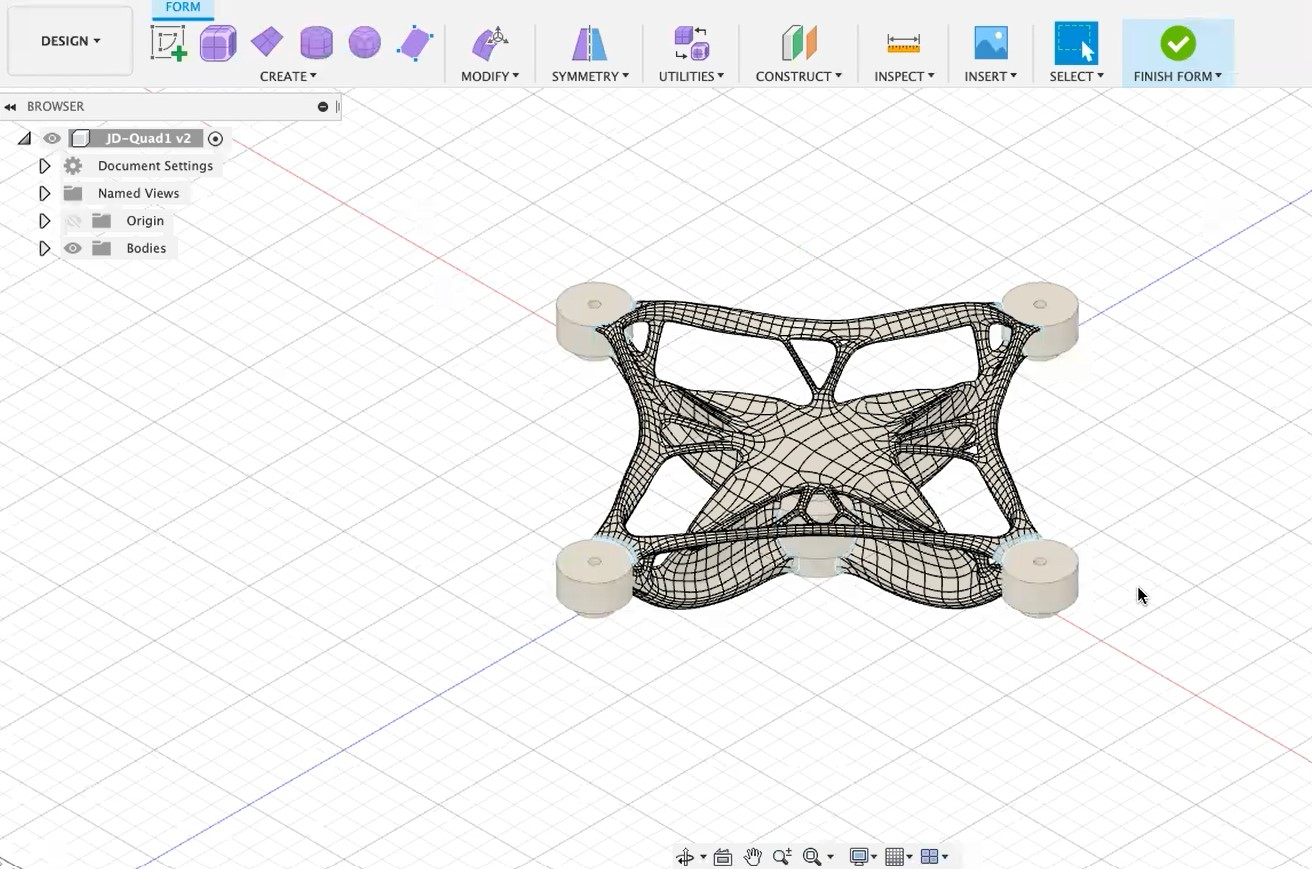 FORM
DESIGN
CREATE
MODIFY
SYMMETRY
UTILITIES
CONSTRUCT
INSPECT
INSERT
SELECT
FINISH FORM
BROWSER
JD-Quad1 v2
Document Settings
Named Views
Origin
Bodies